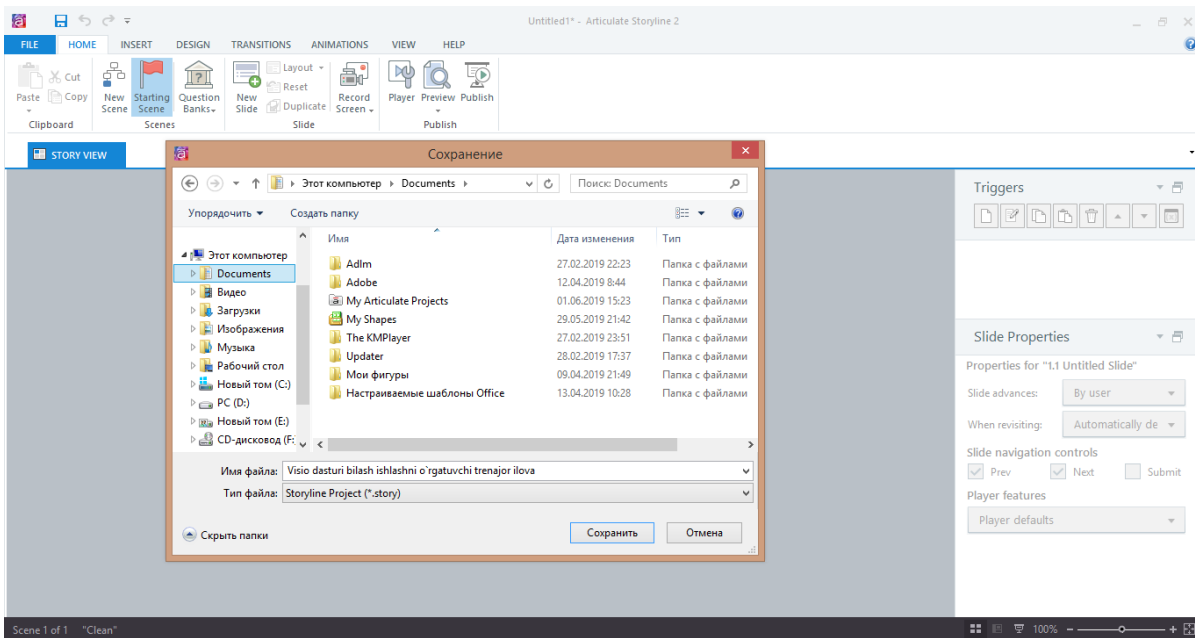 Untitled1* - Articulate Storyline 2
FILE HOME INSERT DESIGN TRANSITIONS ANIMATIONS VIEW HELP
Paste Cut Copy
Clipboard
New Scene Starting Scene Question Banks
Scenes
New Slide Layout Reset Duplicate Record Screen
Slide
Player Preview Publish
Publish
STORY VIEW
Сохранение
Этот компьютер Documents
Поиск: Documents
Упорядочить Создать папку
Имя Дата изменения Тип
Этот компьютер
Documents
Видео
Загрузки
Изображения
Музыка
Рабочий стол
Новый том (C:)
PC (D:)
Новый том (E:)
CD-дисковод (F:
Adlm 27.02.2019 22:23 Папка с файлами
Adobe 12.04.2019 8:44 Папка с файлами
My Articulate Projects 01.06.2019 15:23 Папка с файлами
My Shapes 29.05.2019 21:42 Папка с файлами
The KMPlayer 27.02.2019 23:51 Папка с файлами
Updater 28.02.2019 17:37 Папка с файлами
Мои фигуры 09.04.2019 21:49 Папка с файлами
Настраиваемые шаблоны Office 13.04.2019 10:28 Папка с файлами
Имя файла: Visio dasturi bilash ishlashni o`rgatuvchi trenajor ilova
Тип файла: Storyline Project (*.story)
Скрыть папки
Сохранить Отмена
Triggers
Slide Properties
Properties for "1.1 Untitled Slide"
Slide advances: By user
When revisiting: Automatically de
Slide navigation controls
Prev Next Submit
Player features
Player defaults
Scene 1 of 1 "Clean" 100%